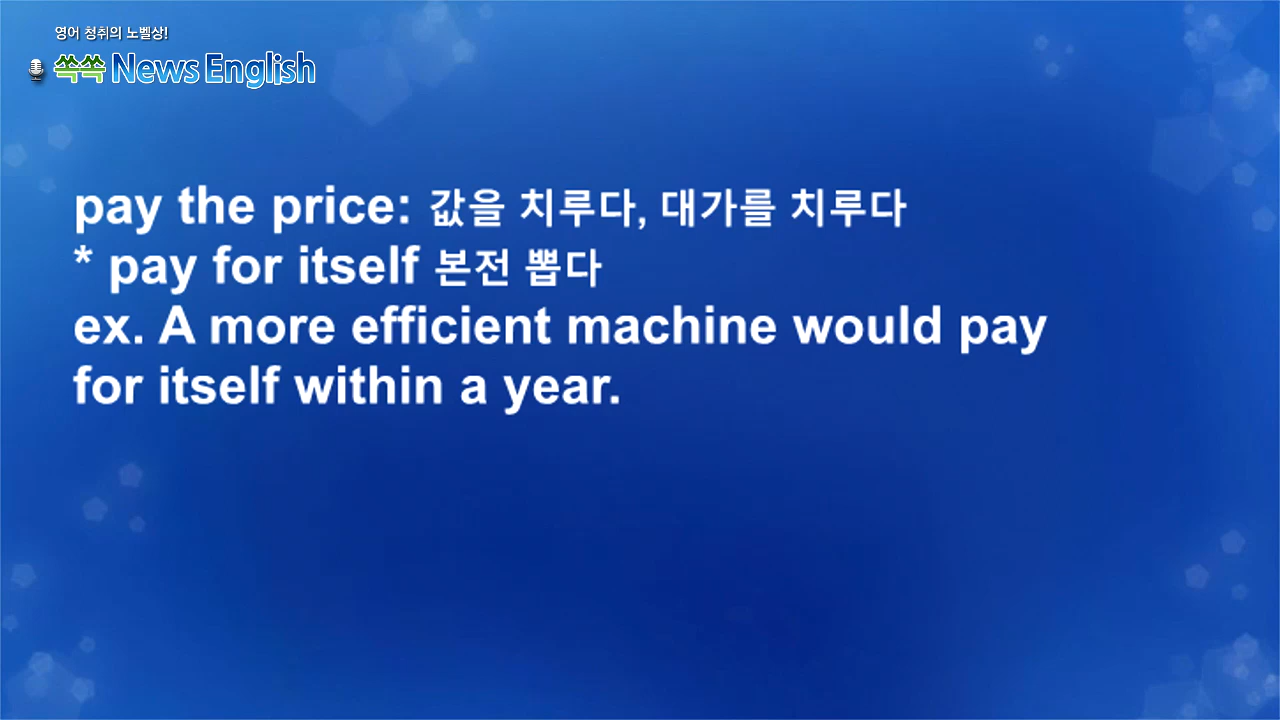 영어 청취의 노벨상!
쏙쏙 News English
pay the price: 값을 치루다, 대가를 치루다
* pay for itself 본전 뽑다
ex. A more efficient machine would pay
for itself within a year.